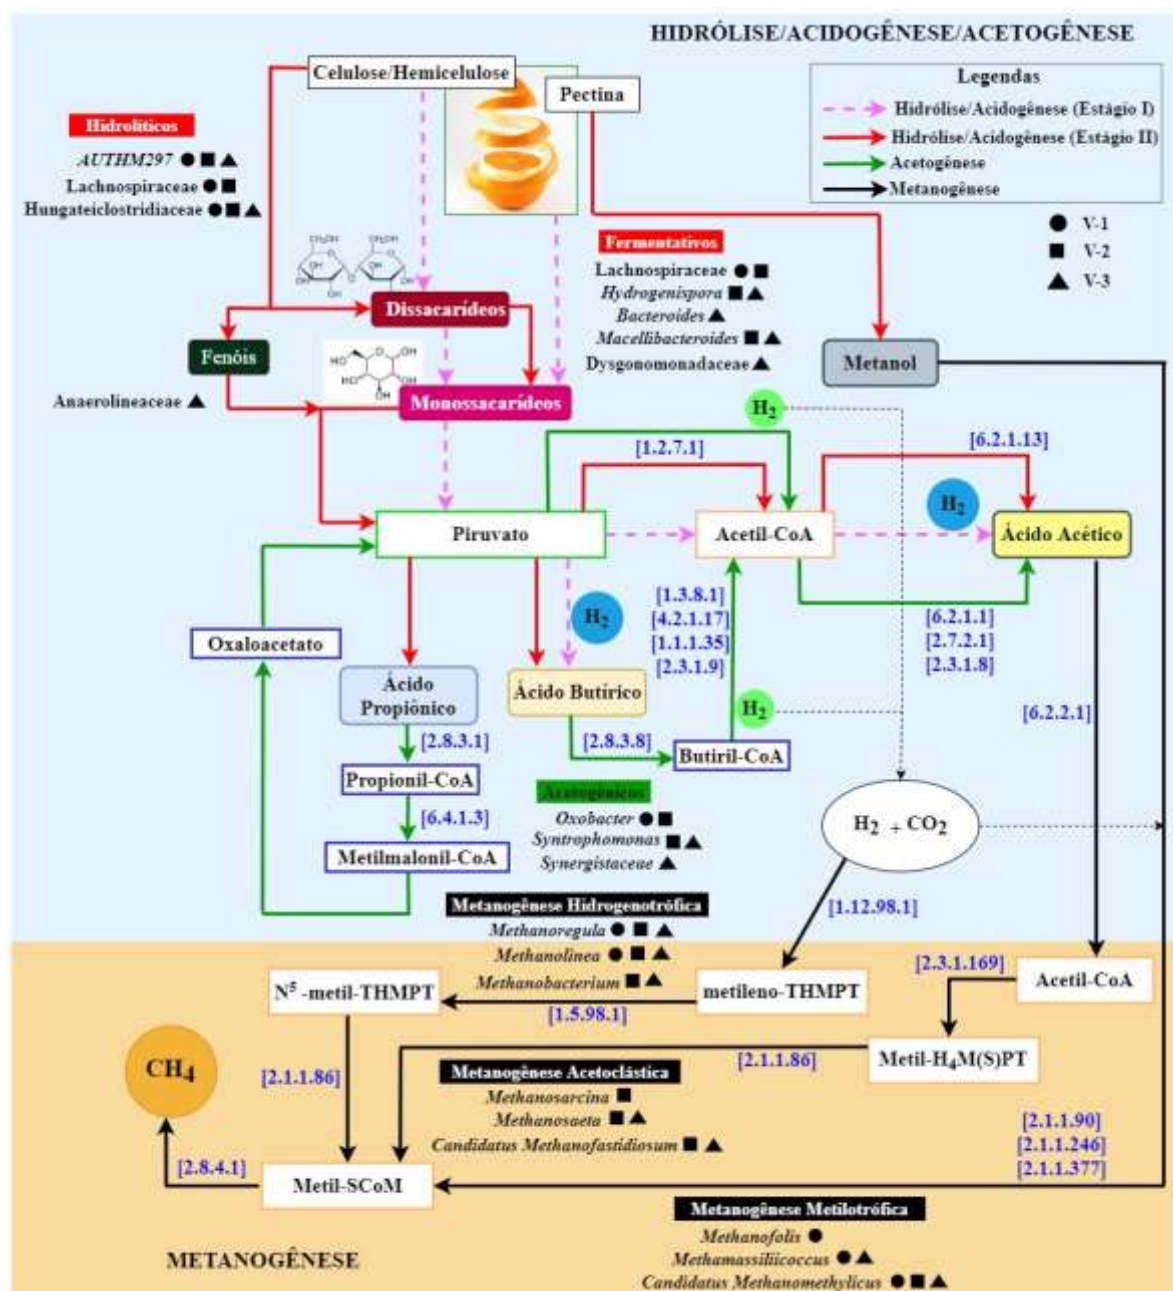 HIDRÓLISE/ACIDOGÊNESE/ACETOGÊNESE
Celulose/Hemicelulose
Pectina
Legendas
Hidrólise/Acidogênese (Estágio I)
Hidrólise/Acidogênese (Estágio II)
Acetogênese
Metanogênese
● V-1
■ V-2
▲ V-3
Hidrolíticos
AUTHM297 ● ■ ▲
Lachnospiraceae ● ■
Hungateiclostridiaceae ● ■ ▲
Fermentativos
Lachnospiraceae ● ■
Hydrogenispora ■ ▲
Bacteroides ▲
Macellibacteroides ■ ▲
Dysgonomonadaceae ▲
Dissacarídeos
Fenóis
Metanol
Anaerolineaceae ▲
HO
OH
Monossacarídeos
H₂
[1.2.7.1]
[6.2.1.13]
H₂
Piruvato
Acetil-CoA
Ácido Acético
H₂
[1.3.8.1]
[4.2.1.17]
[1.1.1.35]
[2.3.1.9]
[6.2.1.1]
[2.7.2.1]
[2.3.1.8]
Oxaloacetato
Ácido
Propiônico
Ácido Butírico
H₂
[6.2.2.1]
[2.8.3.1]
[2.8.3.8]
Butiril-CoA
Propionil-CoA
[6.4.1.3]
Metilmalonil-CoA
Acetogênicos
Oxobacter ● ■
Syntrophomonas ■ ▲
Synergistaceae ▲
H₂ + CO₂
[1.12.98.1]
Metanogênese Hidrogenotrófica
Methanoregula ● ■ ▲
Methanolinea ● ■ ▲
Methanobacterium ■ ▲
[2.3.1.169]
Acetil-CoA
N⁵ -metil-THMPT
metileno-THMPT
[1.5.98.1]
CH₄
[2.1.1.86]
[2.1.1.86]
Metil-H₄M(S)PT
Metanogênese Acetoclástica
Methanosarcina ■
Methanosaeta ■ ▲
Candidatus Methanofastidiosum ■ ▲
[2.1.1.90]
[2.1.1.246]
[2.1.1.377]
[2.8.4.1]
Metil-SCoM
Metanogênese Metilotrófica
Methanofolis ●
Methamassiliicoccus ● ▲
Candidatus Methanomethylicus ● ■ ▲
METANOGÊNESE